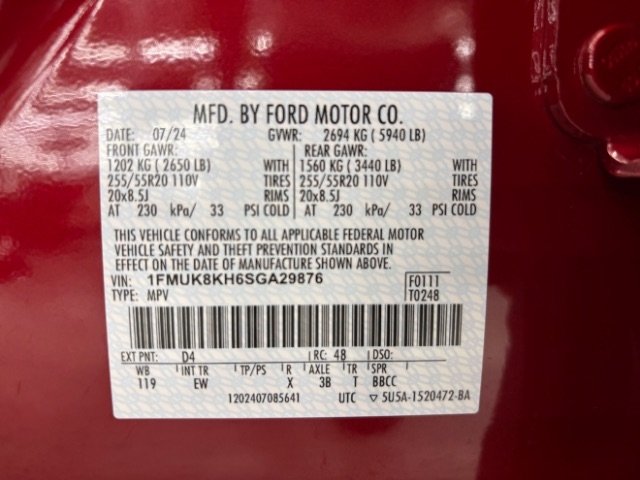 MFD. BY FORD MOTOR CO.
DATE: 07/24 GVWR: 2694 KG ( 5940 LB)
FRONT GAWR: REAR GAWR:
1202 KG ( 2650 LB) WITH 1560 KG ( 3440 LB) WITH
255/55R20 110V TIRES 255/55R20 110V TIRES
20x8.5J RIMS 20x8.5J RIMS
AT 230 kPa/ 33 PSI COLD AT 230 kPa/ 33 PSI COLD
THIS VEHICLE CONFORMS TO ALL APPLICABLE FEDERAL MOTOR
VEHICLE SAFETY AND THEFT PREVENTION STANDARDS IN
EFFECT ON THE DATE OF MANUFACTURE SHOWN ABOVE.
VIN: 1FMUK8KH6SGA29876 F0111
TYPE: MPV T0248
EXT PNT: D4 RC: 48 DSO:
WB INT TR TP/PS R AXLE TR SPR
119 EW X 3B T BBCC
1202407085641 UTC ▽ 5U5A-1520472-BA